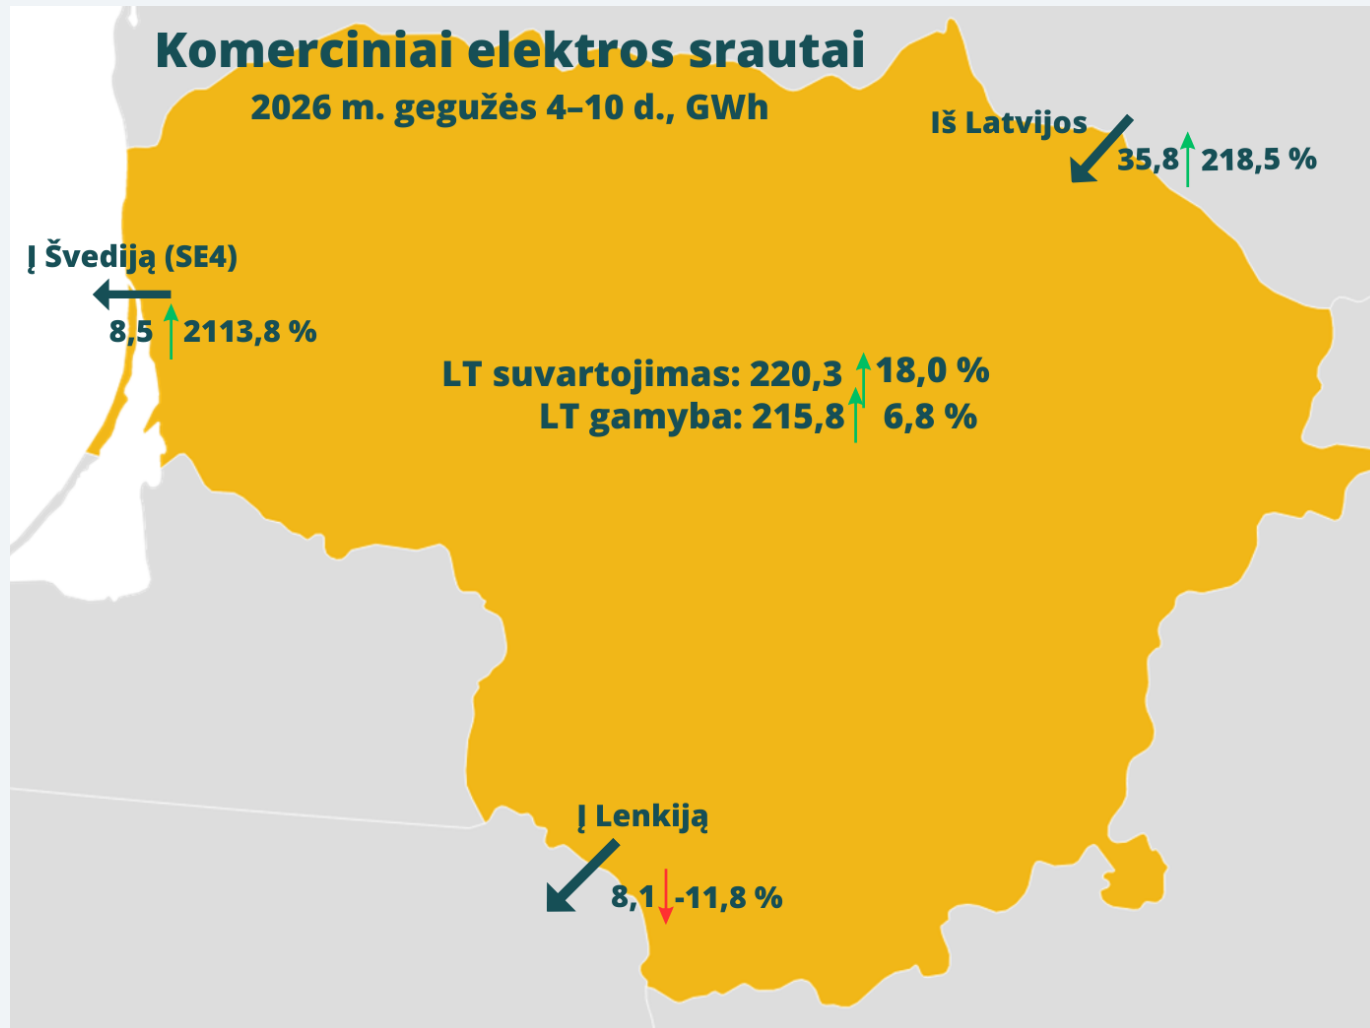 Komerciniai elektros srautai
2026 m. gegužės 4–10 d., GWh
Iš Latvijos
35,8 218,5 %
Į Švediją (SE4)
8,5 2113,8 %
LT suvartojimas: 220,3 18,0 %
LT gamyba: 215,8 6,8 %
Į Lenkiją
8,1 -11,8 %